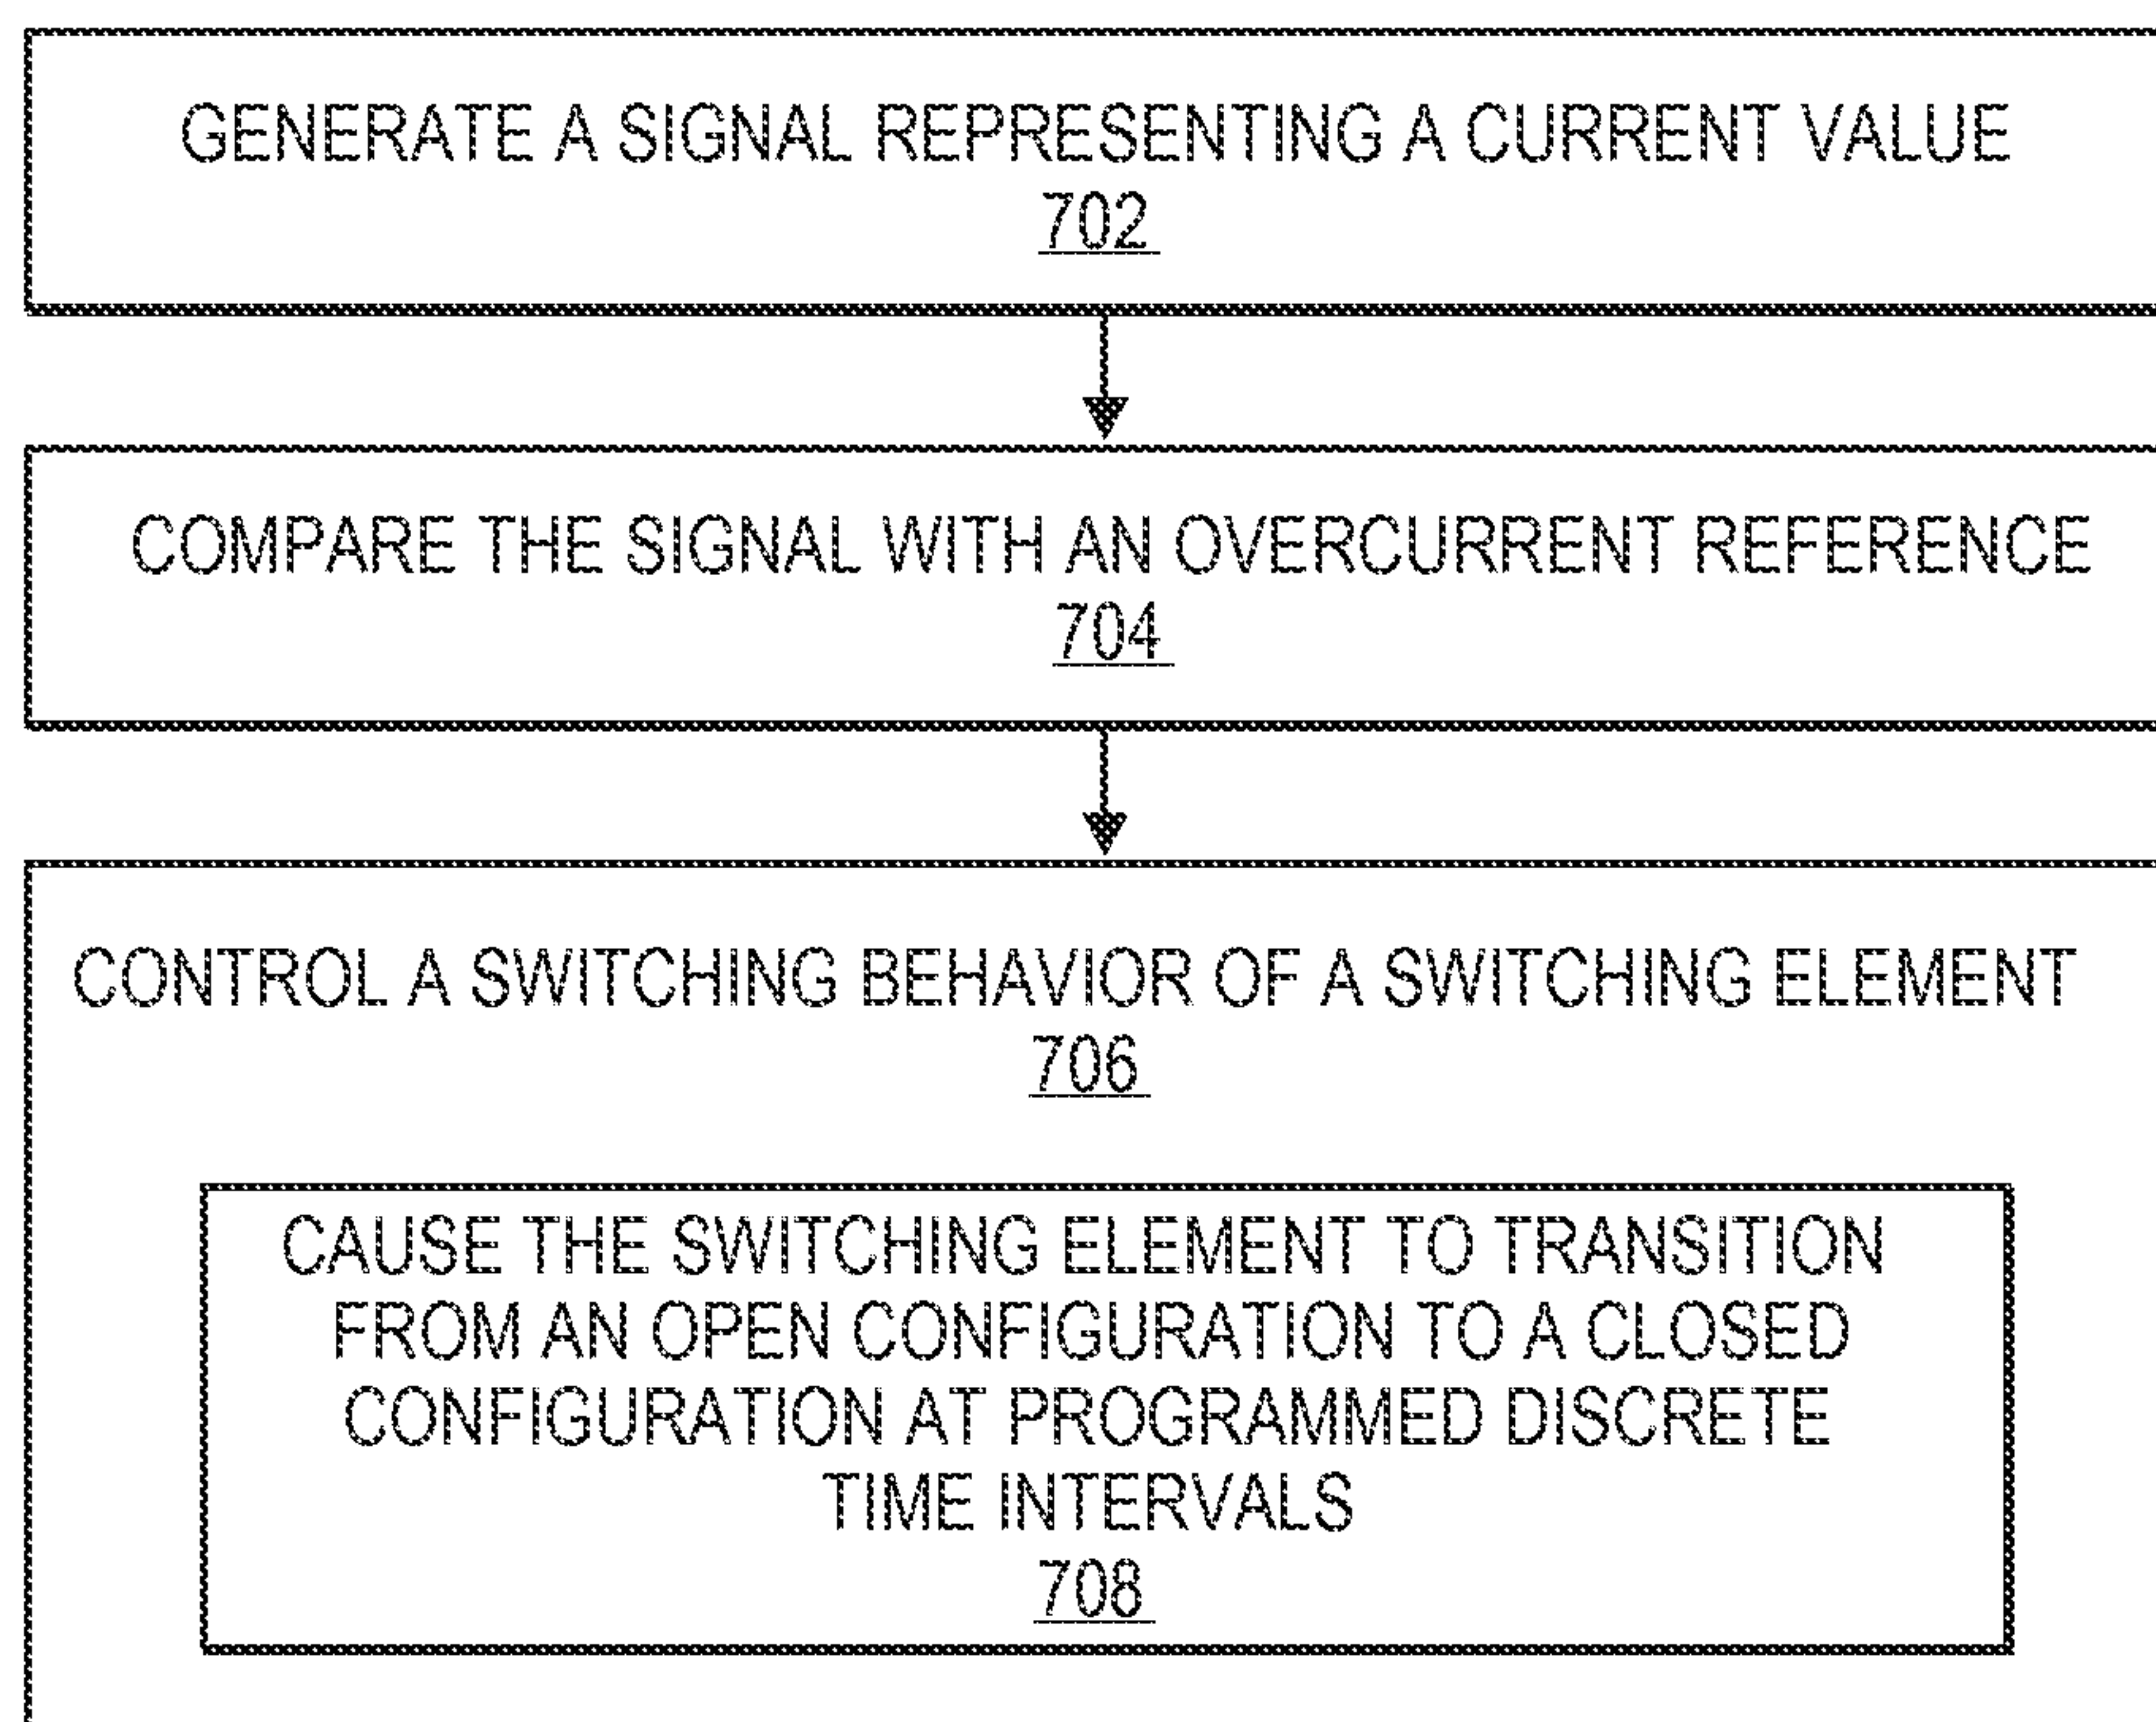 GENERATE A SIGNAL REPRESENTING A CURRENT VALUE
702
COMPARE THE SIGNAL WITH AN OVERCURRENT REFERENCE
704
CONTROL A SWITCHING BEHAVIOR OF A SWITCHING ELEMENT
706
CAUSE THE SWITCHING ELEMENT TO TRANSITION
FROM AN OPEN CONFIGURATION TO A CLOSED
CONFIGURATION AT PROGRAMMED DISCRETE
TIME INTERVALS
708